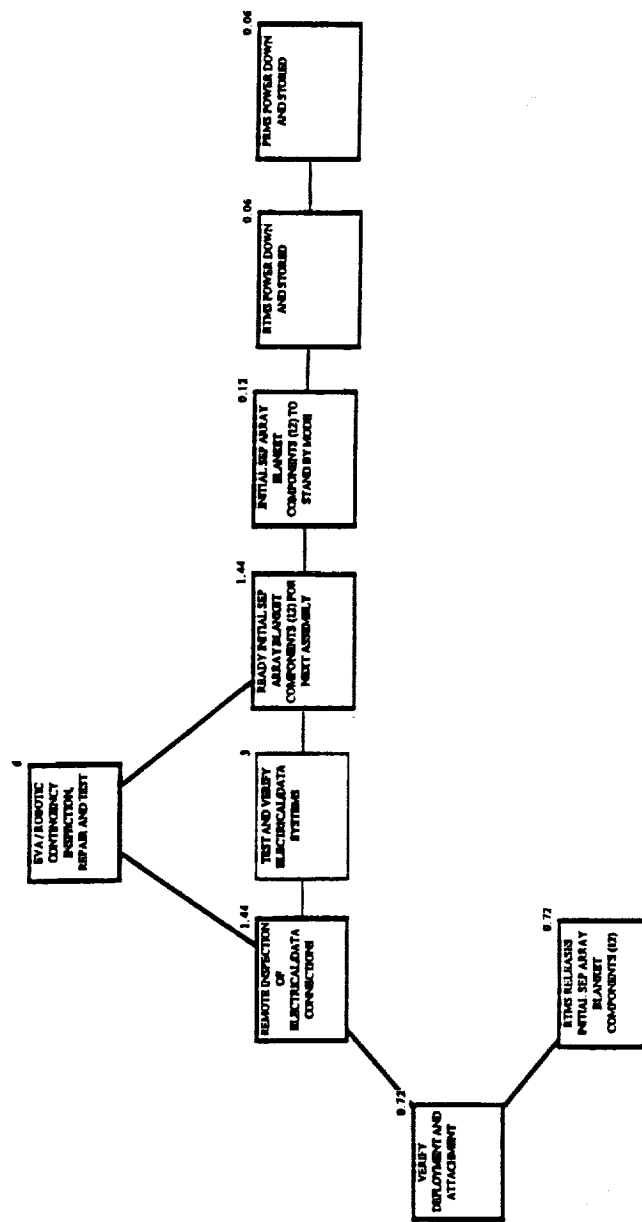 0.72
VERIFY
DEPLOYMENT AND
ATTACHMENT
0.72
RTMS RELEASES
INITIAL SEP ARRAY
BLANKET
COMPONENTS (12)
1.44
REMOTE INSPECTION
OF
ELECTRICAL/DATA
CONNECTIONS
EVA / ROBOTIC
CONTINGENCY
INSPECTION,
REPAIR AND TEST
3
TEST AND VERIFY
ELECTRICAL/DATA
SYSTEMS
1.44
READY INITIAL SEP
ARRAY BLANKET
COMPONENTS (12) FOR
NEXT ASSEMBLY
0.12
INITIAL SEP ARRAY
BLANKET
COMPONENTS (12) TO
STAND BY MODE
0.06
RTMS POWER DOWN
AND STORED
0.06
PRMS POWER DOWN
AND STORED